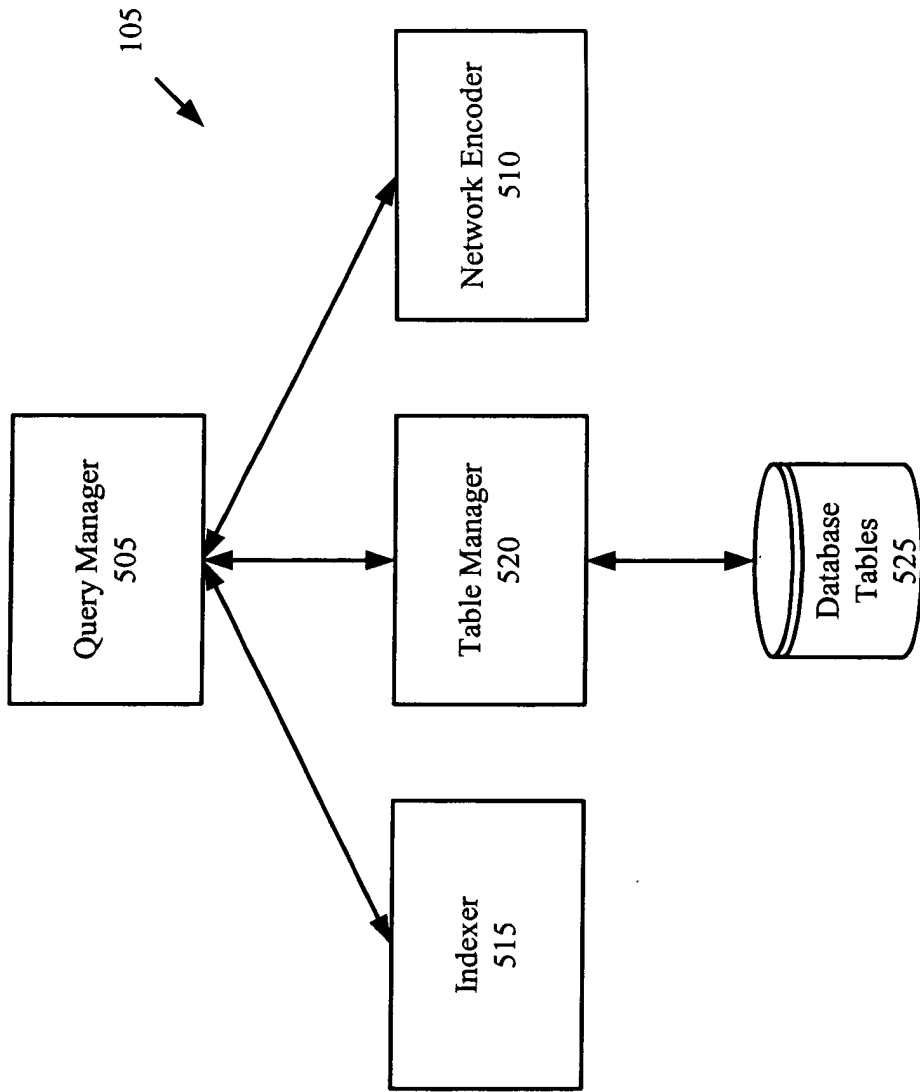 105
Query Manager
505
Indexer
515
Table Manager
520
Network Encoder
510
Database
Tables
525